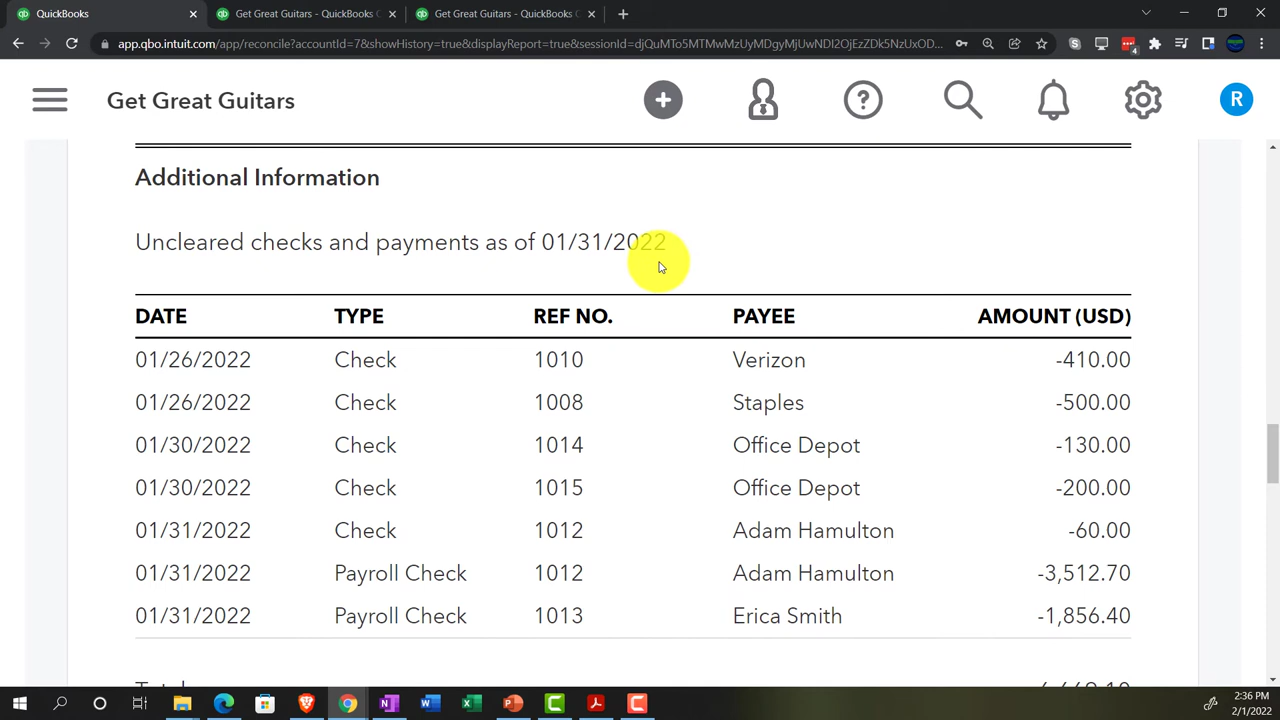 QuickBooks
Get Great Guitars - QuickBooks
Get Great Guitars - QuickBooks
app.qbo.intuit.com/app/reconcile?accountId=7&showHistory=true&displayReport=true&sessionId=
4
Get Great Guitars
R
Additional Information
Uncleared checks and payments as of 01/31/2022
DATE TYPE REF NO. PAYEE AMOUNT (USD)
01/26/2022 Check 1010 Verizon -410.00
01/26/2022 Check 1008 Staples -500.00
01/30/2022 Check 1014 Office Depot -130.00
01/30/2022 Check 1015 Office Depot -200.00
01/31/2022 Check 1012 Adam Hamulton -60.00
01/31/2022 Payroll Check 1012 Adam Hamulton -3,512.70
01/31/2022 Payroll Check 1013 Erica Smith -1,856.40
2:36 PM
2/1/2022